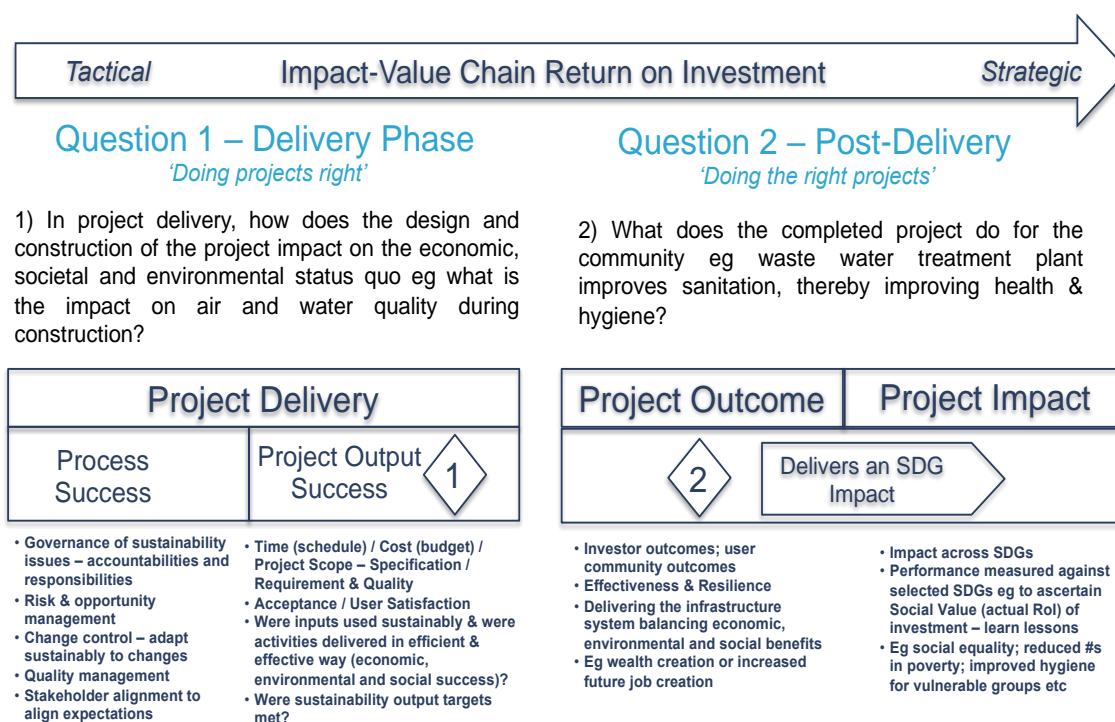 Tactical Impact-Value Chain Return on Investment Strategic
Question 1 – Delivery Phase
'Doing projects right'
1) In project delivery, how does the design and
construction of the project impact on the economic,
societal and environmental status quo eg what is
the impact on air and water quality during
construction?
Question 2 – Post-Delivery
'Doing the right projects'
2) What does the completed project do for the
community eg waste water treatment plant
improves sanitation, thereby improving health &
hygiene?
Project Delivery
Process
Success
Project Output
Success
1
• Governance of sustainability
issues – accountabilities and
responsibilities
• Risk & opportunity
management
• Change control – adapt
sustainably to changes
• Quality management
• Stakeholder alignment to
align expectations
• Time (schedule) / Cost (budget) /
Project Scope – Specification /
Requirement & Quality
• Acceptance / User Satisfaction
• Were inputs used sustainably & were
activities delivered in efficient &
effective way (economic,
environmental and social success)?
• Were sustainability output targets
met?
Project Outcome
Project Impact
2
Delivers an SDG
Impact
• Investor outcomes; user
community outcomes
• Effectiveness & Resilience
• Delivering the infrastructure
system balancing economic,
environmental and social benefits
• Eg wealth creation or increased
future job creation
• Impact across SDGs
• Performance measured against
selected SDGs eg to ascertain
Social Value (actual RoI) of
investment – learn lessons
• Eg social equality; reduced #s
in poverty; improved hygiene
for vulnerable groups etc